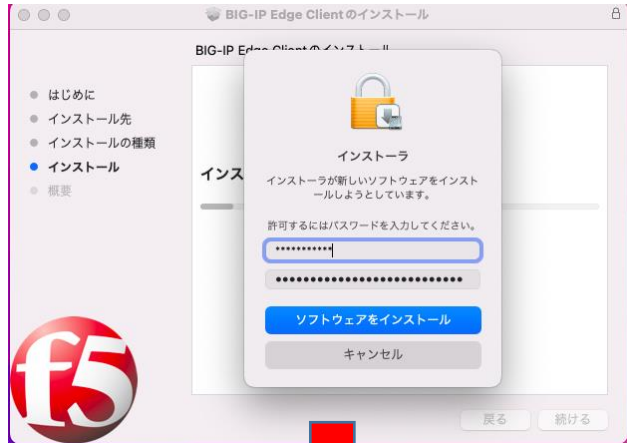 BIG-IP Edge Clientのインストール
BIG-IP Edge Clientのインストール
はじめに
インストール先
インストールの種類
インストール
概要
インス
インストーラ
インストーラが新しいソフトウェアをインスト
ールしようとしています。
許可するにはパスワードを入力してください。
***********
●●●●●●●●●●●●●●●●●●●●●●●●●●●
ソフトウェアをインストール
キャンセル
戻る
続ける
f5